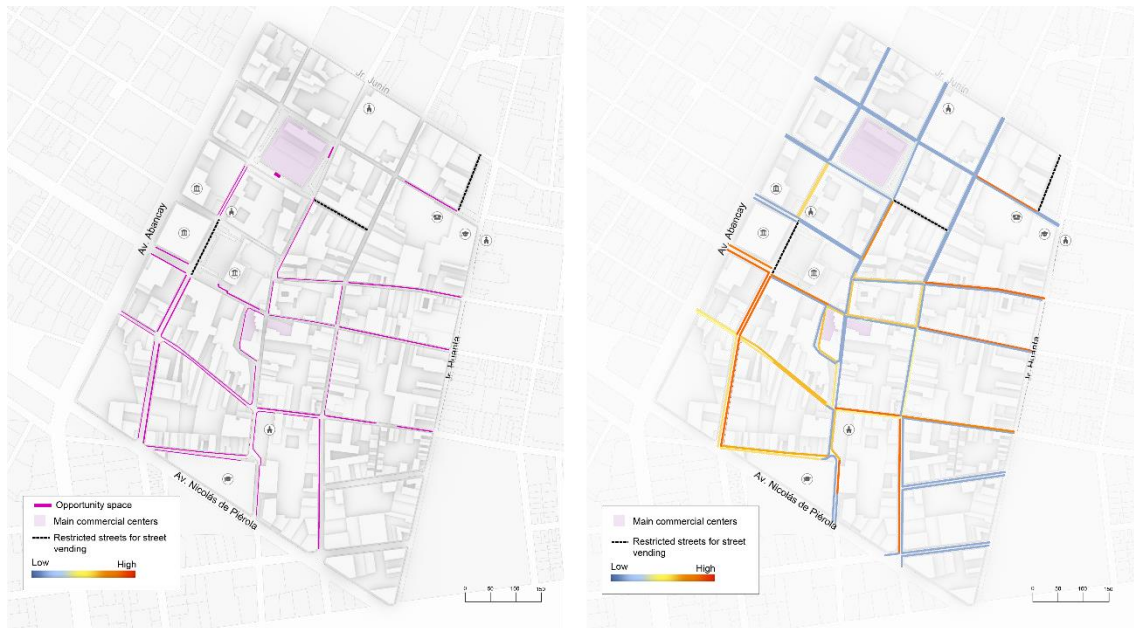 Jr. Junín
Av. Abancay
Jr. Huanta
Av. Nicolás de Piérola
Opportunity space
Main commercial centers
Restricted streets for street
vending
Low High
0 50 100 150
Jr. Junín
Av. Abancay
Jr. Huanta
Av. Nicolás de Piérola
Main commercial centers
Restricted streets for street
vending
Low High
0 50 100 150